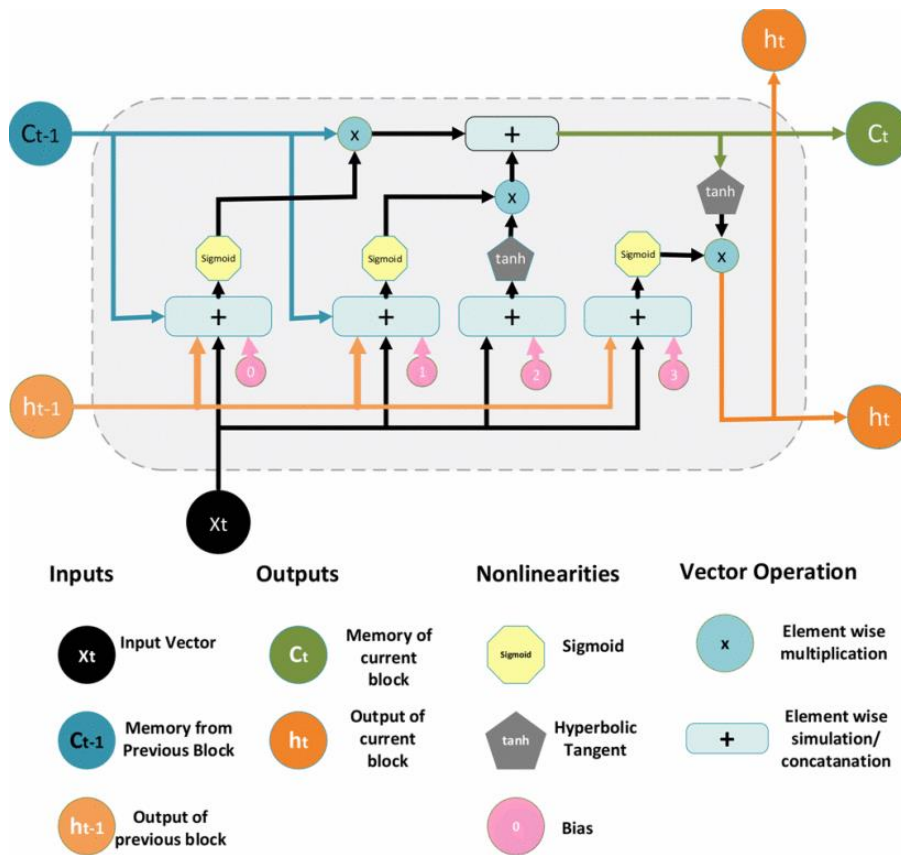 ht
Ct-1
x
+
Ct
tanh
x
Sigmoid
Sigmoid
tanh
Sigmoid
x
+
+
+
+
0
1
2
3
ht-1
ht
Xt
Inputs
Outputs
Nonlinearities
Vector Operation
Xt
Input Vector
Ct
Memory of
current
block
Sigmoid
Sigmoid
x
Element wise
multiplication
Ct-1
Memory from
Previous Block
ht
Output of
current
block
tanh
Hyperbolic
Tangent
+
Element wise
simulation/
concatanation
ht-1
Output of
previous block
0
Bias